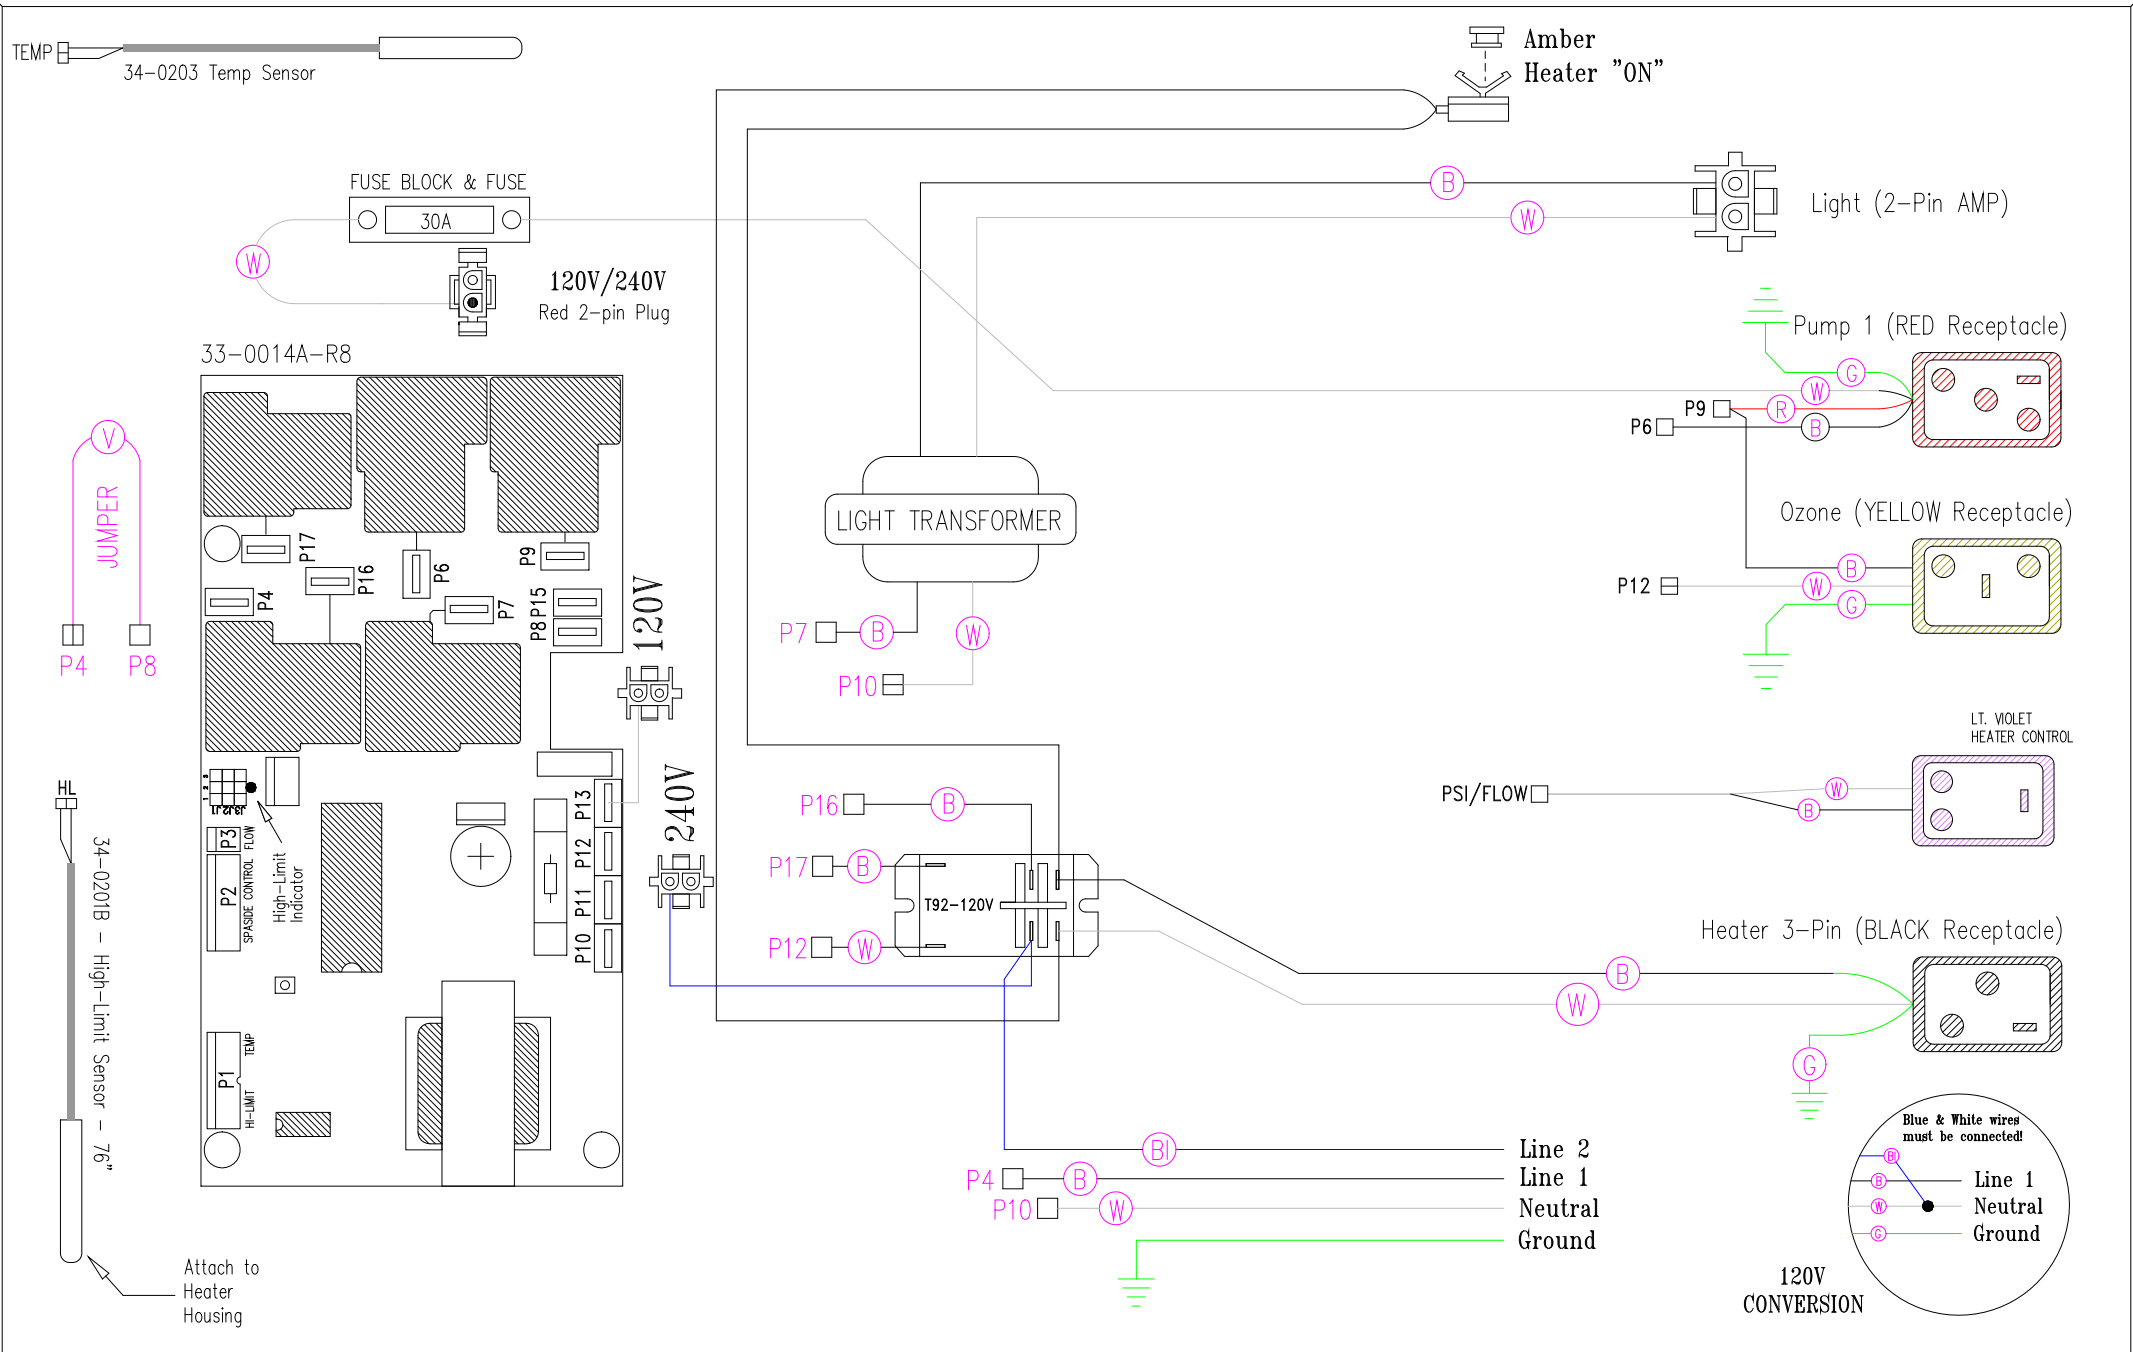 TEMP
34-0203 Temp Sensor
Amber
Heater "ON"
FUSE BLOCK & FUSE
30A
W
120V/240V
Red 2-pin Plug
B
W
Light (2-Pin AMP)
33-0014A-R8
Pump 1 (RED Receptacle)
G
W
P9
R
P6
B
V
JUMPER
P4
P8
P17
P16
P6
P9
P4
P7
P15
P8
120V
LIGHT TRANSFORMER
P7
B
W
P10
Ozone (YELLOW Receptacle)
B
P12
W
G
LT. VIOLET
HEATER CONTROL
PSI/FLOW
W
B
HL
34-0201B - High-Limit Sensor - 76"
Attach to
Heater
Housing
1 2 3
J3J2J1
P3
FLOW
P2
SPASIDE CONTROL
High-Limit
Indicator
P1
TEMP
HI-LIMIT
P13
P12
P11
P10
240V
P16
B
P17
B
P12
W
T92-120V
Heater 3-Pin (BLACK Receptacle)
B
W
G
Bl
Line 2
P4
B
Line 1
P10
W
Neutral
Ground
Blue & White wires
must be connected!
Bl
B
Line 1
W
Neutral
G
Ground
120V
CONVERSION